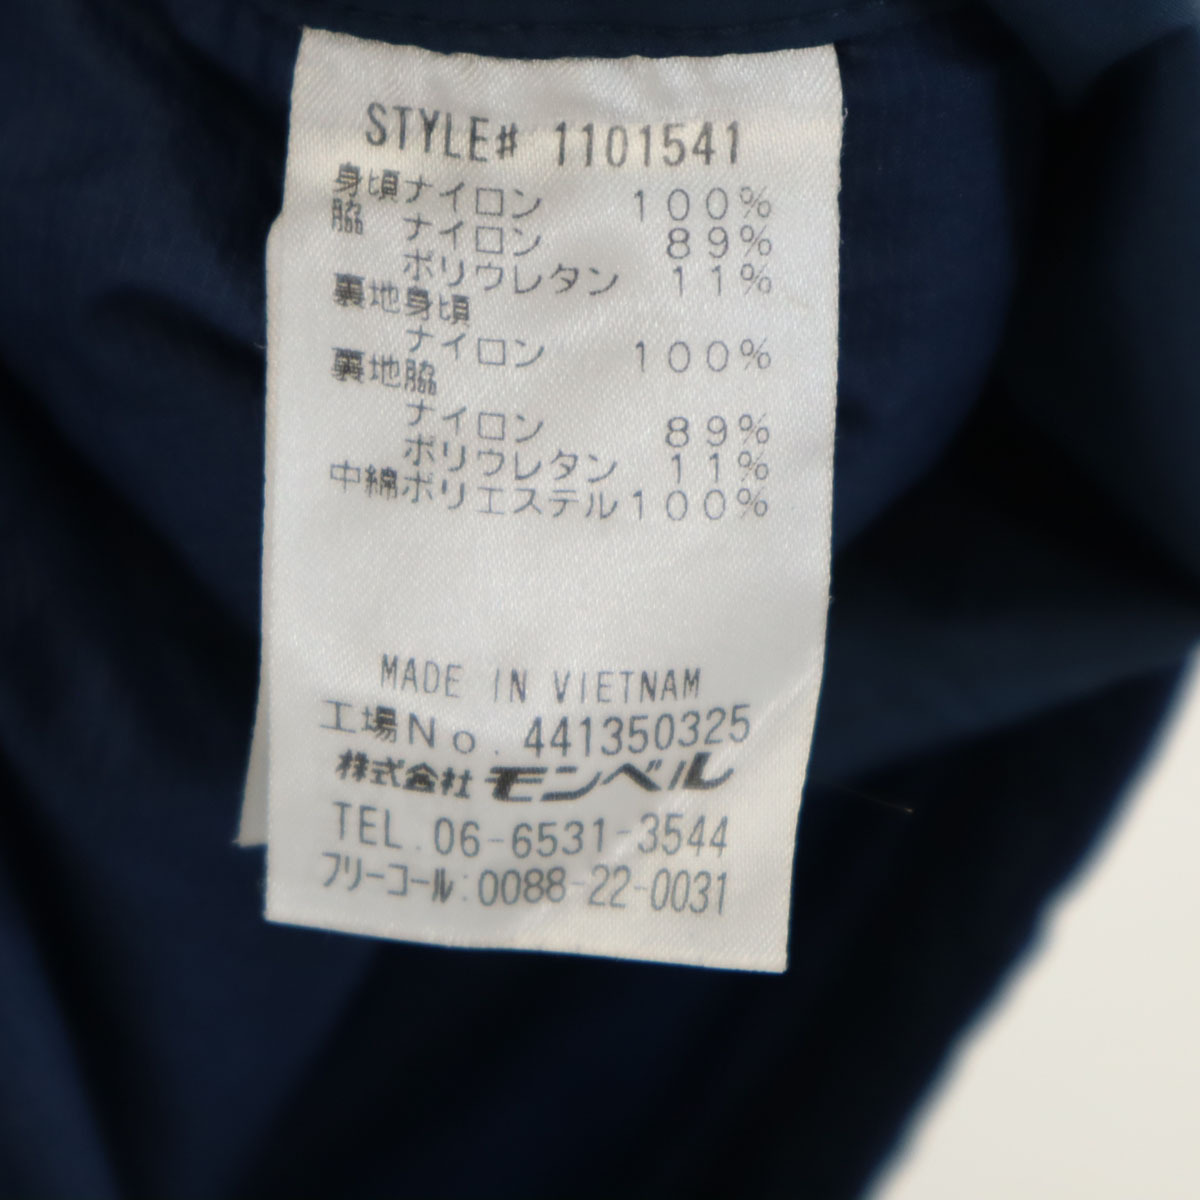 STYLE# 1101541
身頃ナイロン 100%
脇 ナイロン 89%
ポリウレタン 11%
裏地身頃
ナイロン 100%
裏地脇
ナイロン 89%
ポリウレタン 11%
中綿ポリエステル100%
MADE IN VIETNAM
工場No. 441350325
株式会社 モンベル
TEL.06-6531-3544
フリーコール:0088-22-0031